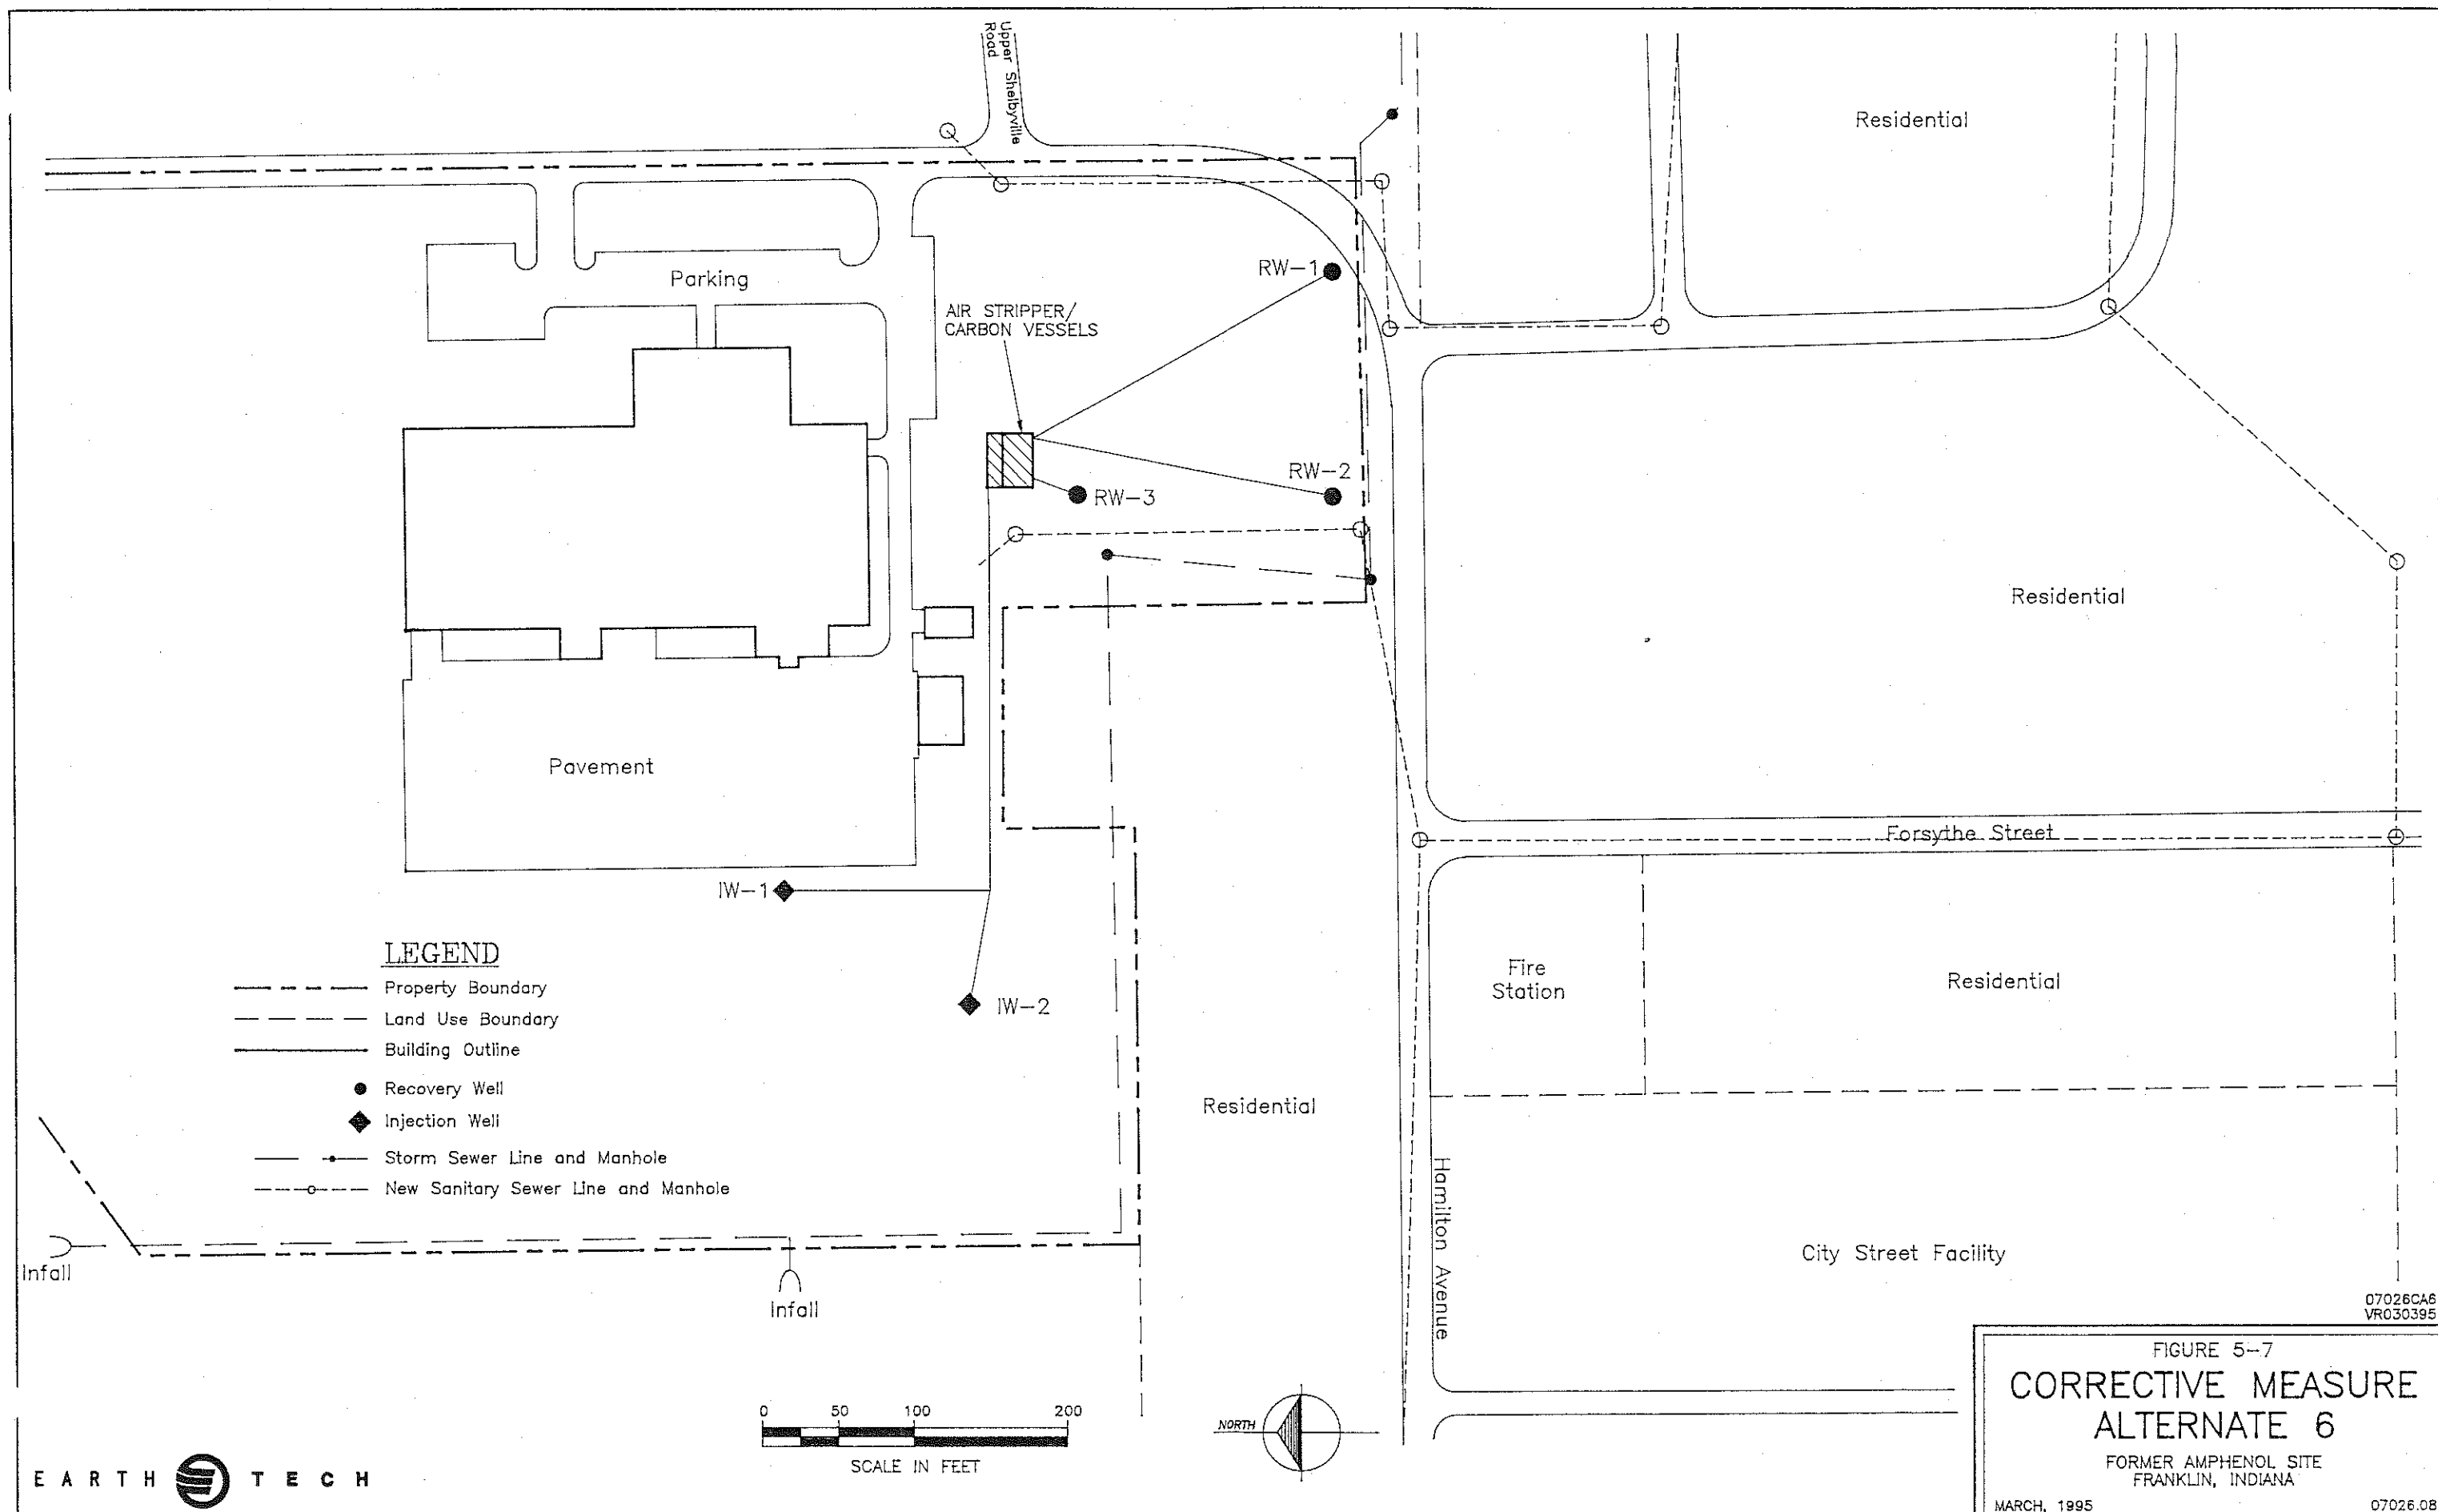 Upper Shelbyville
Road
Residential
Parking
RW-1
AIR STRIPPER/
CARBON VESSELS
RW-2
RW-3
Residential
Pavement
Forsythe Street
IW-1
IW-2
Fire
Station
Residential
LEGEND
Property Boundary
Land Use Boundary
Building Outline
Recovery Well
Injection Well
Storm Sewer Line and Manhole
New Sanitary Sewer Line and Manhole
Residential
Hamilton Avenue
City Street Facility
Infall
Infall
07026CA6
VR030395
0 50 100 200
SCALE IN FEET
NORTH
EARTH TECH
FIGURE 5-7
CORRECTIVE MEASURE
ALTERNATE 6
FORMER AMPHENOL SITE
FRANKLIN, INDIANA
MARCH, 1995 07026.08